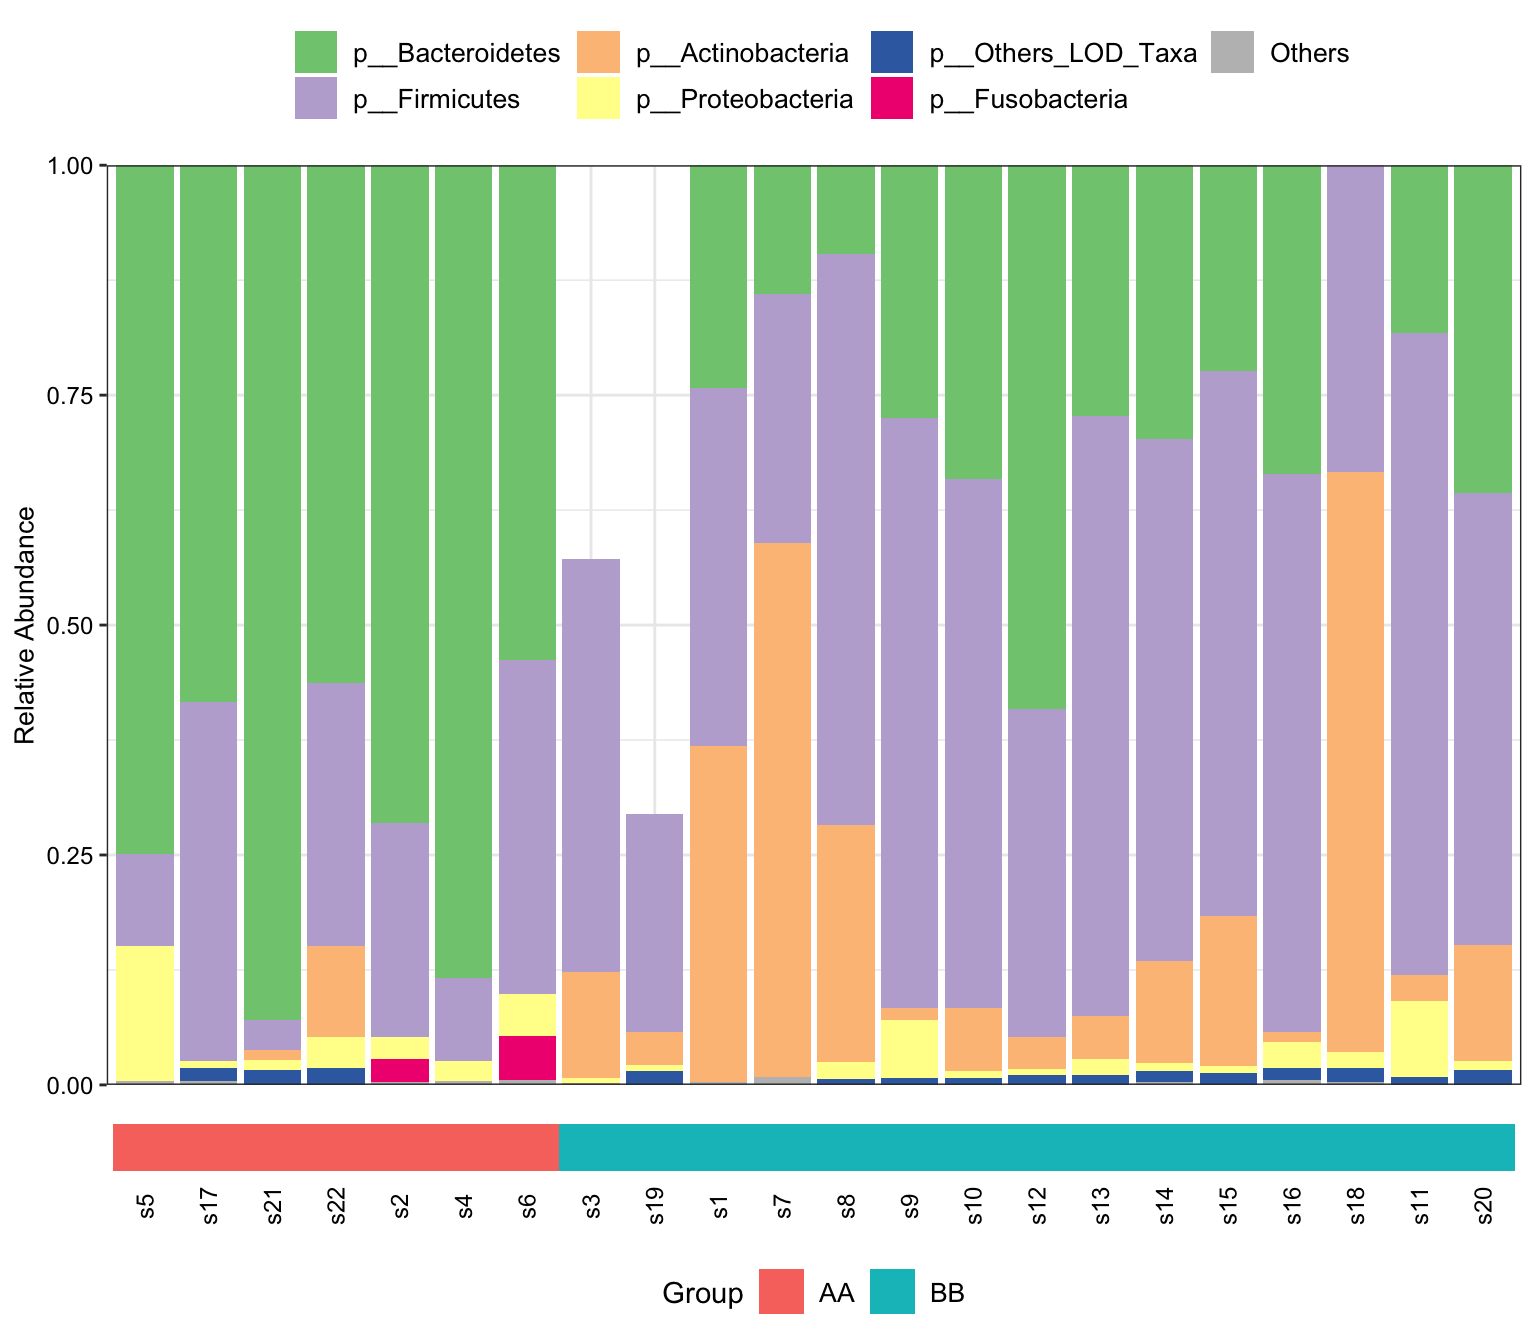 p__Bacteroidetes p__Actinobacteria p__Others_LOD_Taxa Others
p__Firmicutes p__Proteobacteria p__Fusobacteria
1.00
0.75
0.50
0.25
0.00
Relative Abundance
s5 s17 s21 s22 s2 s4 s6 s3 s19 s1 s7 s8 s9 s10 s12 s13 s14 s15 s16 s18 s11 s20
Group AA BB